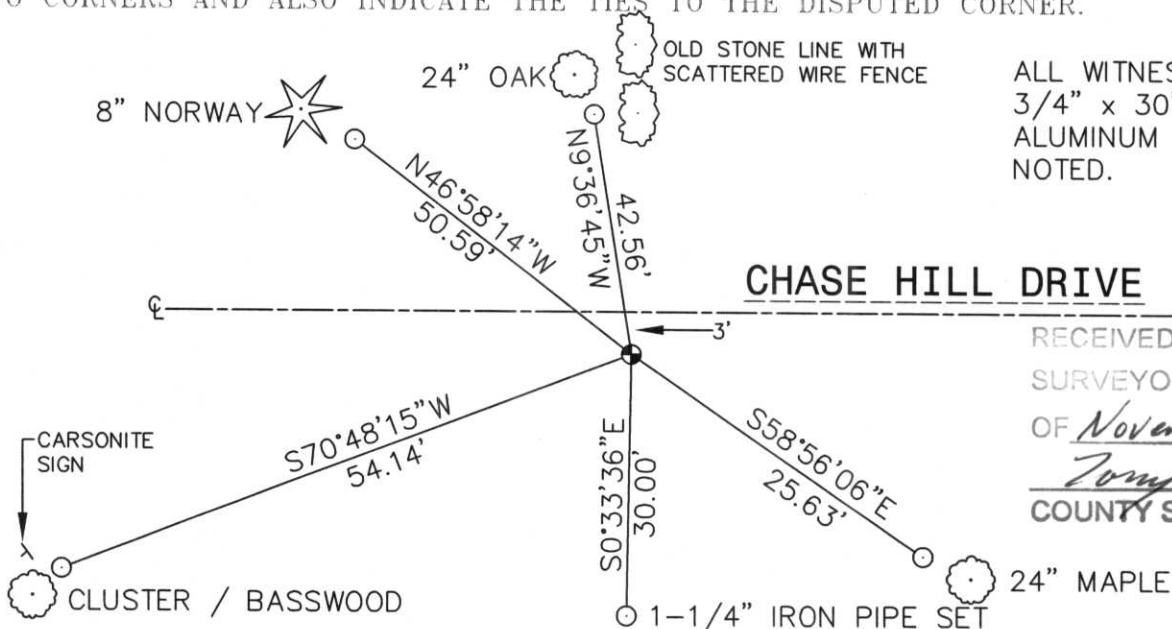 CORNERS AND ALSO INDICATE THE TIES TO THE DISPUTED CORNER.
OLD STONE LINE WITH
SCATTERED WIRE FENCE
24" OAK
8" NORWAY
ALL
3/4" x 30"
ALUMINUM
NOTED.
N46°58'14"W
50.59'
N9°36'45"W
42.56'
CHASE HILL DRIVE
℄
3'
RECEIVED
OF
COUNTY
S70°48'15"W
54.14'
CARSONITE
SIGN
S0°33'36"E
30.00'
S58°56'06"E
25.63'
CLUSTER / BASSWOOD
24" MAPLE
1-1/4" IRON PIPE SET